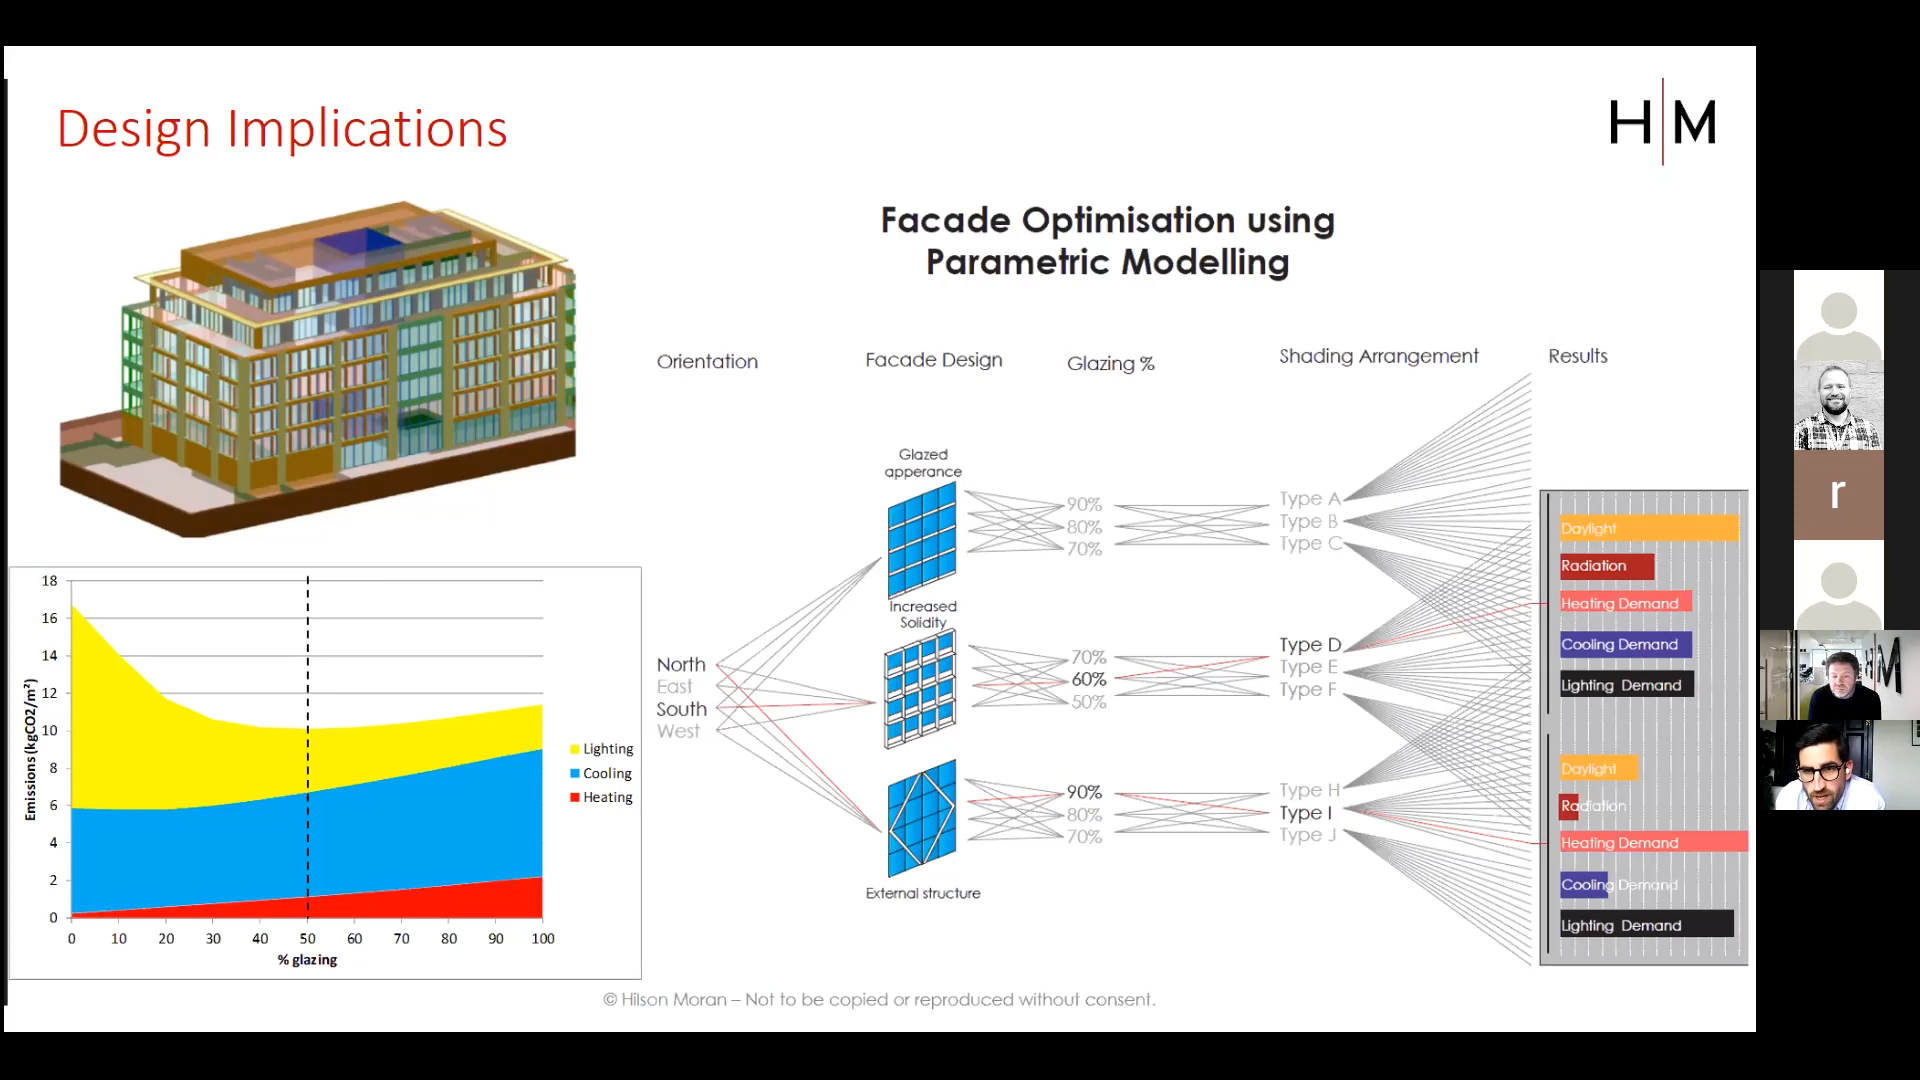 Design Implications
H|M
Facade Optimisation using
Parametric Modelling
Orientation
Facade Design
Glazing %
Shading Arrangement
Results
Glazed
apperance
90%
80%
70%
Type A
Type B
Type C
Increased
Solidity
North
East
South
West
70%
60%
50%
Type D
Type E
Type F
90%
80%
70%
Type H
Type I
Type J
External structure
Daylight
Radiation
Heating Demand
Cooling Demand
Lighting Demand
Daylight
Radiation
Heating Demand
Cooling Demand
Lighting Demand
18
16
14
12
10
8
6
4
2
0
Emissions (kgCO2/m²)
0 10 20 30 40 50 60 70 80 90 100
% glazing
Lighting
Cooling
Heating
© Hilson Moran – Not to be copied or reproduced without consent.
r
M